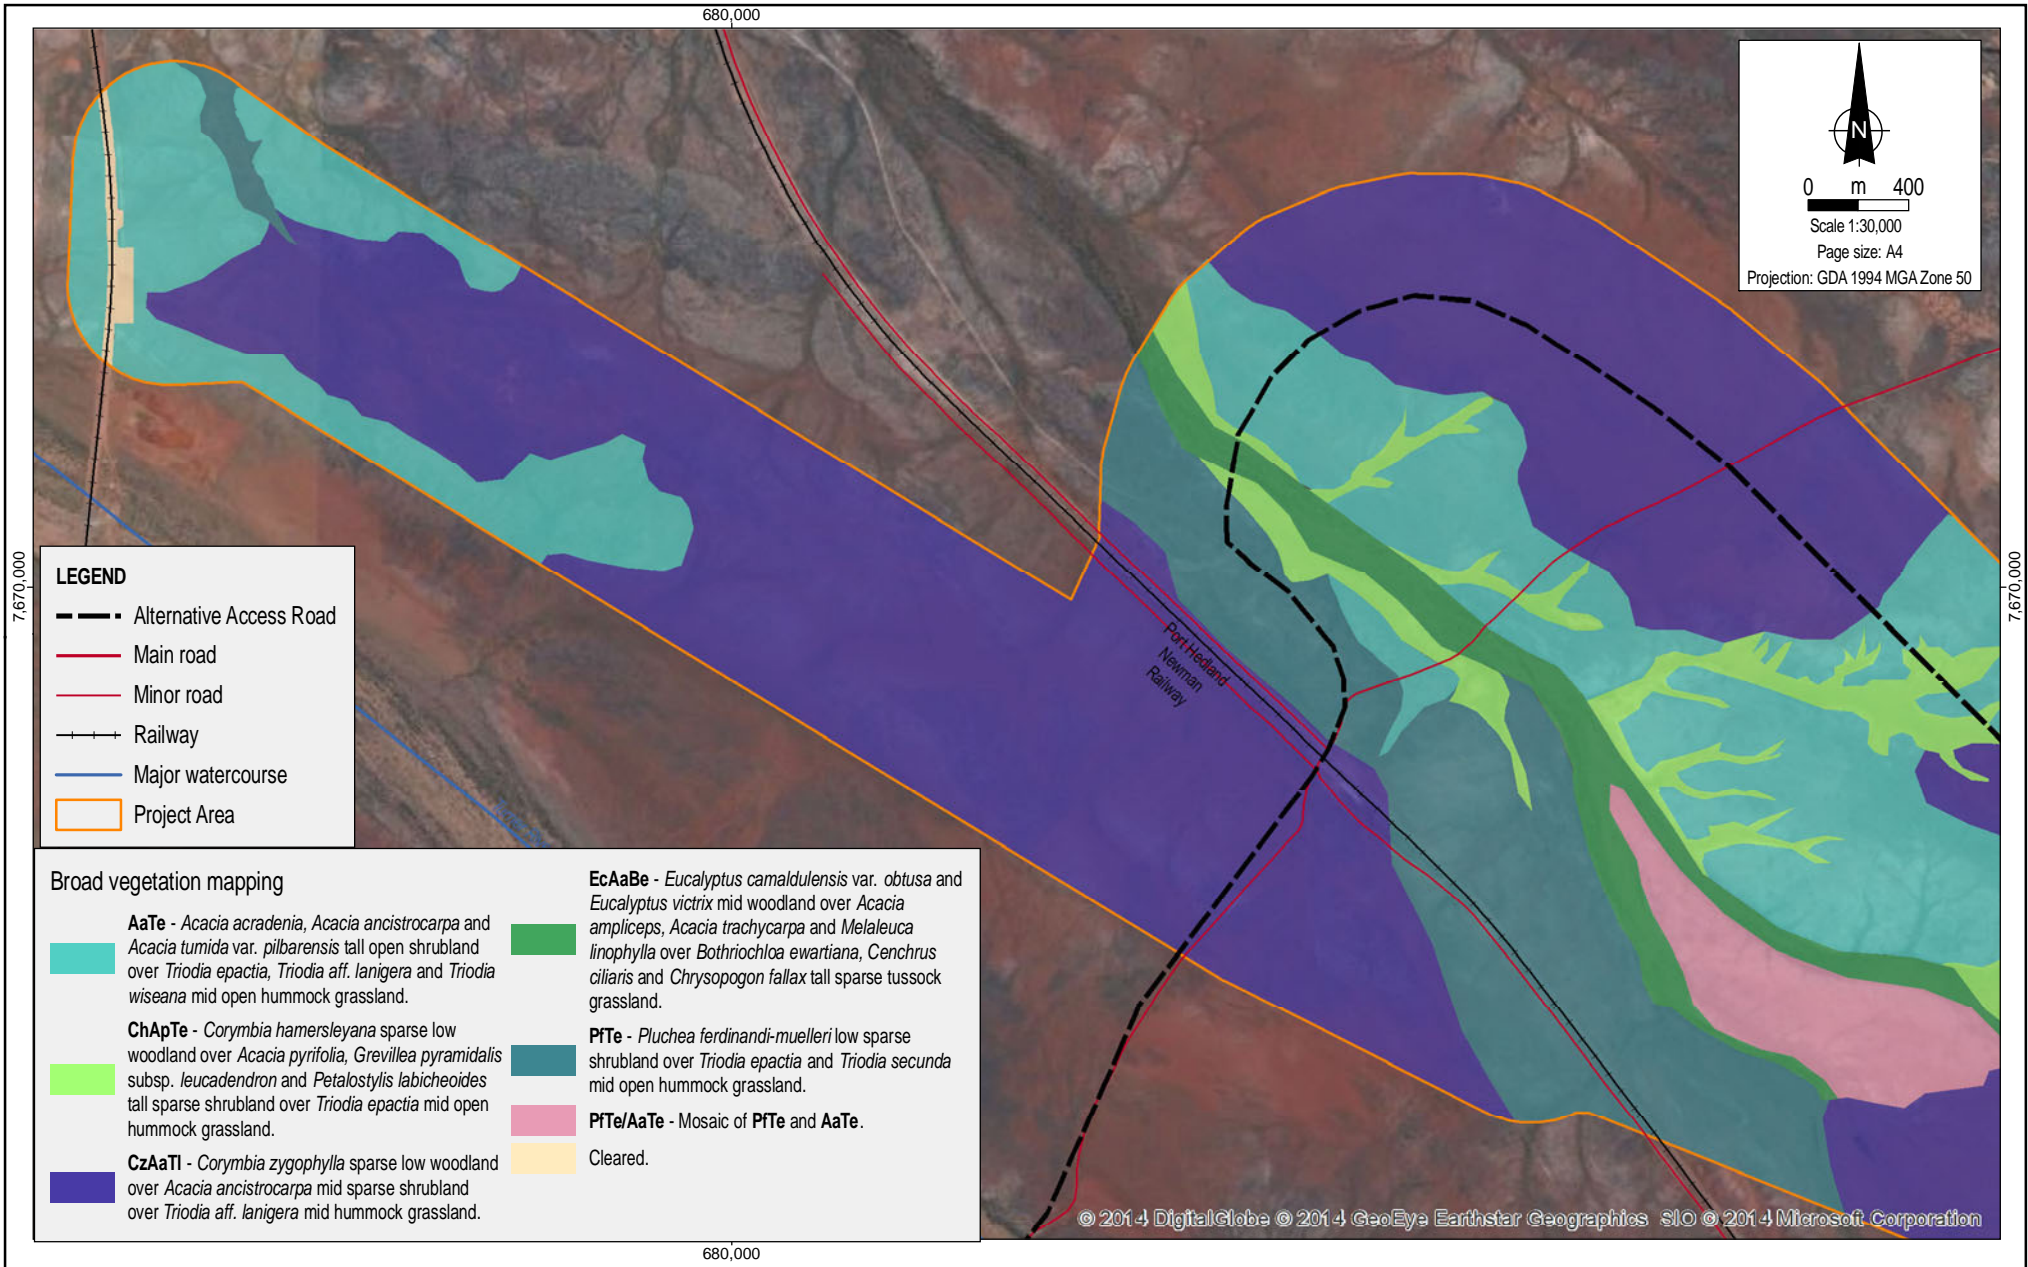 680,000
N
0 m 400
Scale 1:30,000
Page size: A4
Projection: GDA 1994 MGA Zone 50
7,670,000
7,670,000
Port Hedland
Newman
Railway
LEGEND
Alternative Access Road
Main road
Minor road
Railway
Major watercourse
Project Area
Broad vegetation mapping
AaTe - Acacia acradenia, Acacia ancistrocarpa and
Acacia tumida var. pilbarensis tall open shrubland
over Triodia epactia, Triodia aff. lanigera and Triodia
wiseana mid open hummock grassland.
ChApTe - Corymbia hamersleyana sparse low
woodland over Acacia pyrifolia, Grevillea pyramidalis
subsp. leucadendron and Petalostylis labicheoides
tall sparse shrubland over Triodia epactia mid open
hummock grassland.
CzAaTl - Corymbia zygophylla sparse low woodland
over Acacia ancistrocarpa mid sparse shrubland
over Triodia aff. lanigera mid hummock grassland.
EcAaBe - Eucalyptus camaldulensis var. obtusa and
Eucalyptus victrix mid woodland over Acacia
ampliceps, Acacia trachycarpa and Melaleuca
linophylla over Bothriochloa ewartiana, Cenchrus
ciliaris and Chrysopogon fallax tall sparse tussock
grassland.
PfTe - Pluchea ferdinandi-muelleri low sparse
shrubland over Triodia epactia and Triodia secunda
mid open hummock grassland.
PfTe/AaTe - Mosaic of PfTe and AaTe.
Cleared.
© 2014 DigitalGlobe © 2014 GeoEye Earthstar Geographics SIO © 2014 Microsoft Corporation
680,000